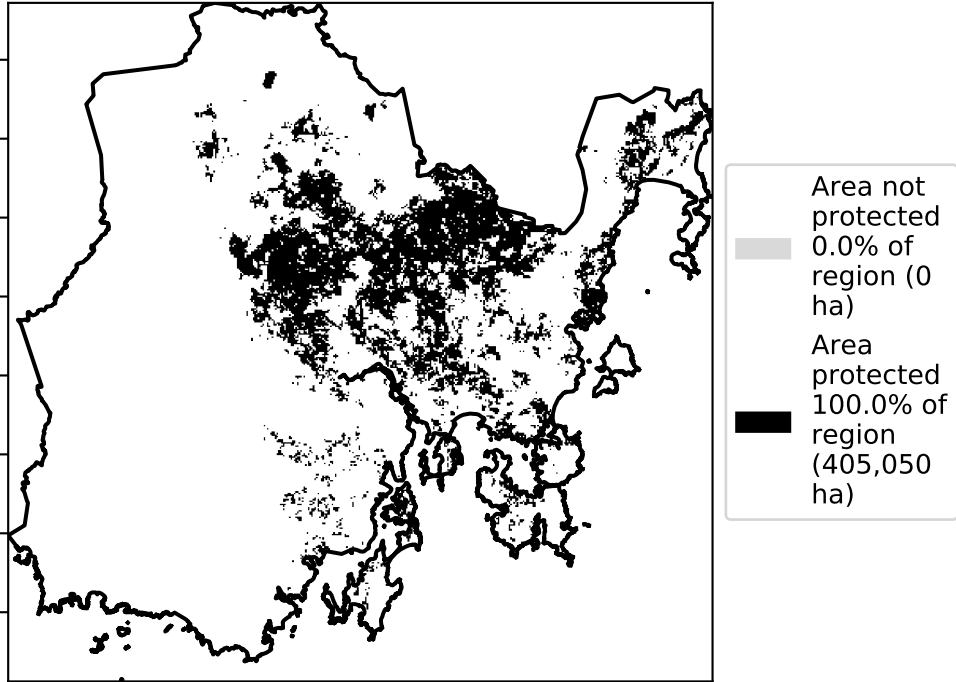 Area not
protected
0.0% of
region (0
ha)
Area
protected
100.0% of
region
(405,050
ha)